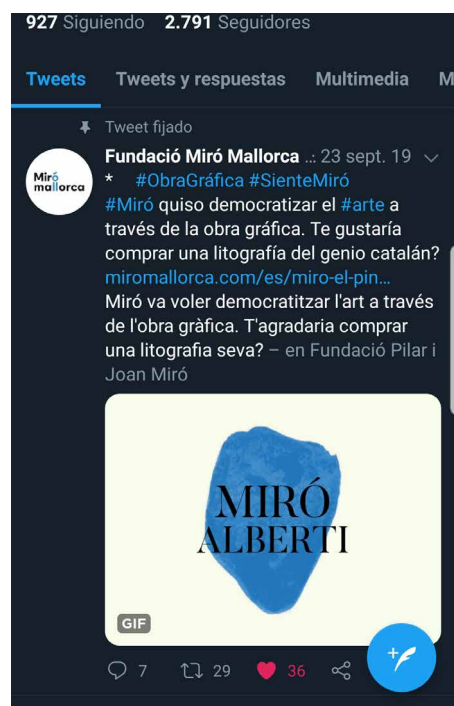 927 Siguiendo 2.791 Seguidores
Tweets Tweets y respuestas Multimedia M
Tweet fijado
Miró
mallorca
Fundació Miró Mallorca ..: 23 sept. 19
* #ObraGráfica #SienteMiró
#Miró quiso democratizar el #arte a
través de la obra gráfica. Te gustaría
comprar una litografía del genio catalán?
miromallorca.com/es/miro-el-pin...
Miró va voler democratitzar l'art a través
de l'obra gràfica. T'agradaria comprar
una litografia seva? – en Fundació Pilar i
Joan Miró
MIRÓ
ALBERTI
GIF
7 29 36